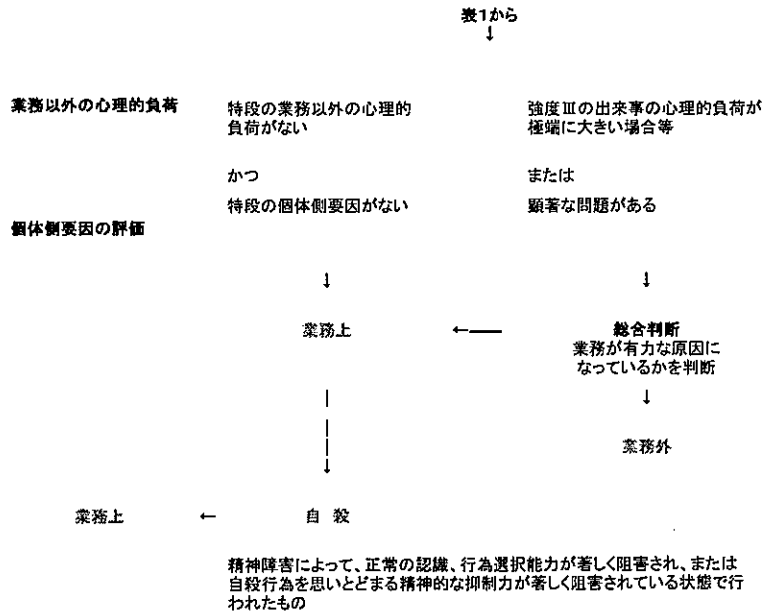 表1から
↓
業務以外の心理的負荷
特段の業務以外の心理的
負荷がない
強度Ⅲの出来事の心理的負荷が
極端に大きい場合等
かつ
または
特段の個体側要因がない
顕著な問題がある
個体側要因の評価
↓ ↓
業務上 ← 総合判断
業務が有力な原因に
なっているかを判断
↓
業務外
↓
業務上 ← 自 殺
精神障害によって、正常の認識、行為選択能力が著しく阻害され、または
自殺行為を思いとどまる精神的な抑制力が著しく阻害されている状態で行
われたもの